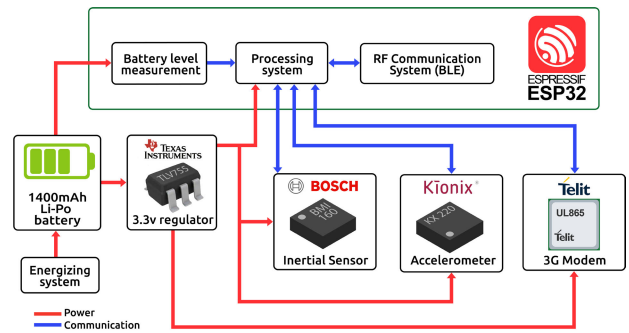 Battery level
measurement
Processing
system
RF Communication
System (BLE)
ESPRESSIF
ESP32
1400mAh
Li-Po
battery
TEXAS
INSTRUMENTS
TLV755
3.3v regulator
BOSCH
BMI
160
Inertial Sensor
Kionix
KX 220
Accelerometer
Telit
UL865
Telit
3G Modem
Energizing
system
Power
Communication